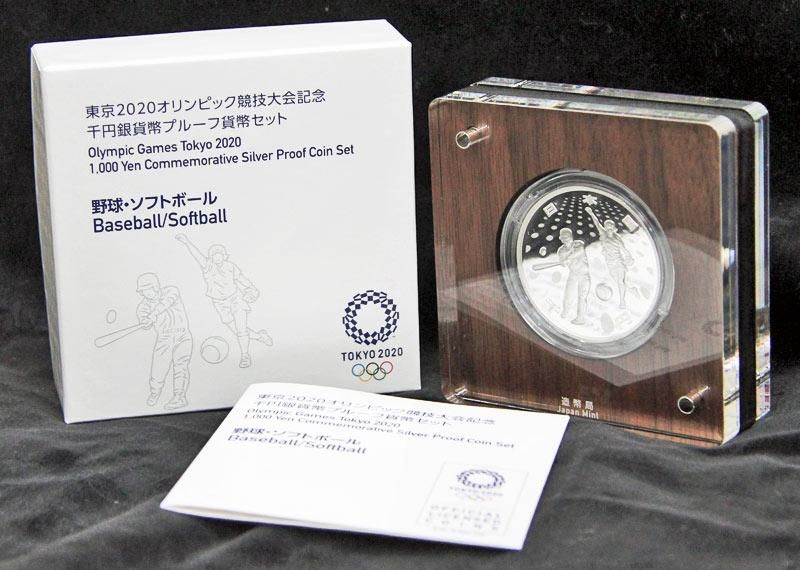 東京2020オリンピック競技大会記念
千円銀貨幣プルーフ貨幣セット
Olympic Games Tokyo 2020
1,000 Yen Commemorative Silver Proof Coin Set
野球・ソフトボール
Baseball/Softball
TOKYO 2020
東京2020オリンピック競技大会記念
千円銀貨幣プルーフ貨幣セット
Olympic Games Tokyo 2020
1,000 Yen Commemorative Silver Proof Coin Set
野球・ソフトボール
Baseball/Softball
TOKYO 2020
OFFICIAL
LICENSED
COINS
日本国
千円
造幣局
Japan Mint